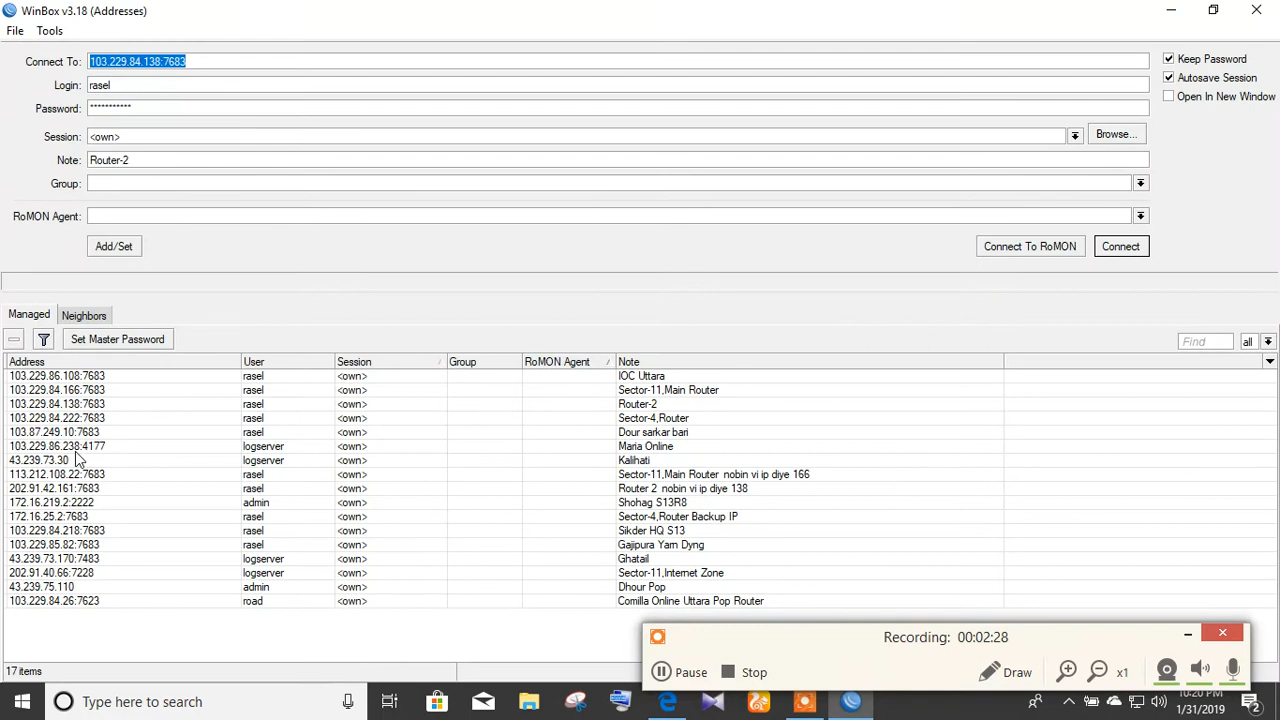 WinBox v3.18 (Addresses)
File Tools
Connect To: 103.229.84.138:7683
Keep Password
Login: rasel
Autosave Session
Open In New Window
Password: ***********
Session: <own> Browse...
Note: Router-2
Group:
RoMON Agent:
Add/Set Connect To RoMON Connect
Managed Neighbors
Set Master Password Find all
Address User Session Group RoMON Agent Note
103.229.86.108:7683 rasel <own> IOC Uttara
103.229.84.166:7683 rasel <own> Sector-11,Main Router
103.229.84.138:7683 rasel <own> Router-2
103.229.84.222:7683 rasel <own> Sector-4,Router
103.87.249.10:7683 rasel <own> Dour sarkar bari
103.229.86.238:4177 logserver <own> Maria Online
43.239.73.30 logserver <own> Kalihati
113.212.108.22:7683 rasel <own> Sector-11,Main Router nobin vi ip diye 166
202.91.42.161:7683 rasel <own> Router 2 nobin vi ip diye 138
172.16.219.2:2222 admin <own> Shohag S13R8
172.16.25.2:7683 rasel <own> Sector-4,Router Backup IP
103.229.84.218:7683 rasel <own> Sikder HQ S13
103.229.85.82:7683 rasel <own> Gajipura Yarn Dyng
43.239.73.170:7483 logserver <own> Ghatail
202.91.40.66:7228 logserver <own> Sector-11,Internet Zone
43.239.75.110 admin <own> Dhour Pop
103.229.84.26:7623 road <own> Comilla Online Uttara Pop Router
17 items
Recording: 00:02:28
Pause Stop Draw x1
Type here to search
10:20 PM
1/31/2019
2